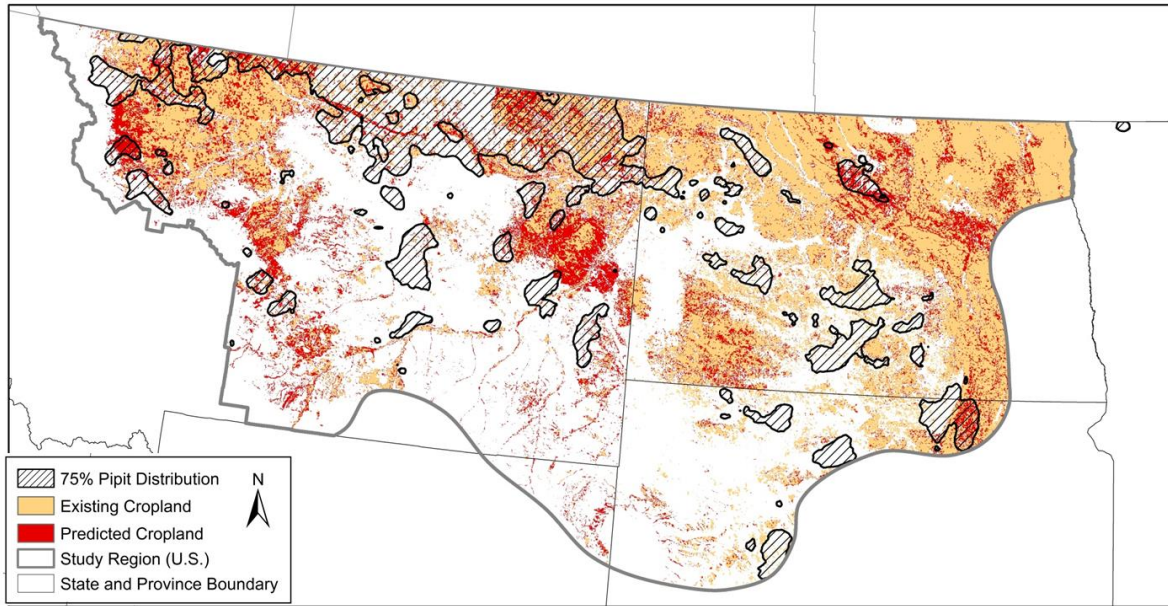 75% Pipit Distribution
N
Existing Cropland
Predicted Cropland
Study Region (U.S.)
State and Province Boundary